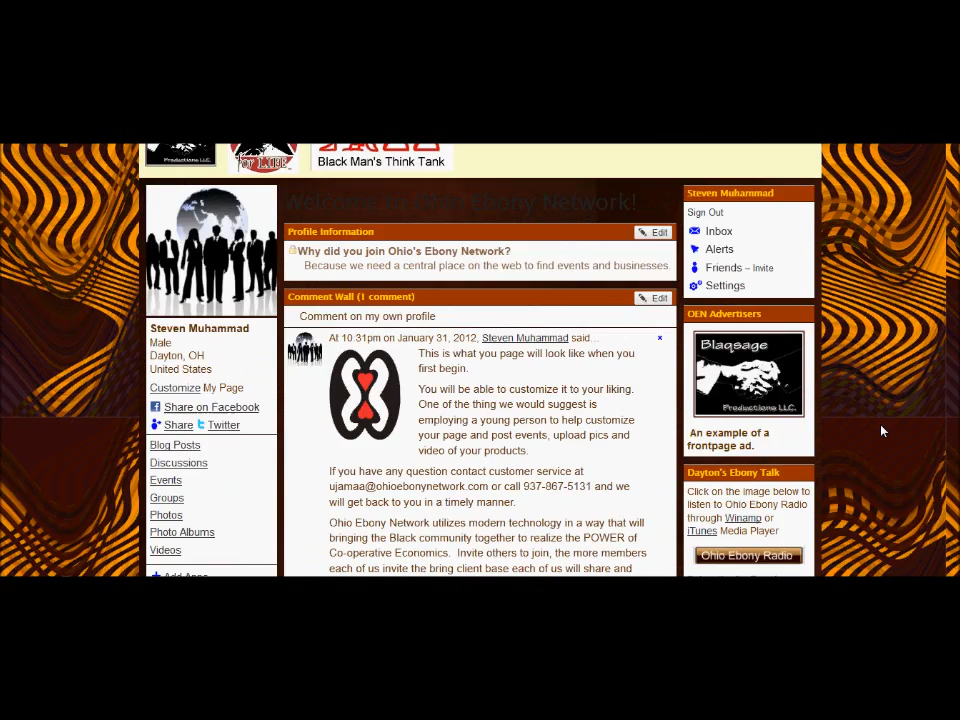 Productions LLC.
for LIFE
Black Man's Think Tank
Welcome to Ohio Ebony Network!
Steven Muhammad
Male
Dayton, OH
United States
Customize My Page
Share on Facebook
Share Twitter
Blog Posts
Discussions
Events
Groups
Photos
Photo Albums
Videos
Add Apps
Profile Information
Edit
Why did you join Ohio's Ebony Network?
Because we need a central place on the web to find events and businesses.
Comment Wall (1 comment)
Edit
Comment on my own profile
At 10:31pm on January 31, 2012, Steven Muhammad said...
x
This is what you page will look like when you
first begin.
You will be able to customize it to your liking.
One of the thing we would suggest is
employing a young person to help customize
your page and post events, upload pics and
video of your products.
If you have any question contact customer service at
ujamaa@ohioebonynetwork.com or call 937-867-5131 and we
will get back to you in a timely manner.
Ohio Ebony Network utilizes modern technology in a way that will
bringing the Black community together to realize the POWER of
Co-operative Economics.  Invite others to join, the more members
each of us invite the bring client base each of us will share and
Steven Muhammad
Sign Out
Inbox
Alerts
Friends – Invite
Settings
OEN Advertisers
Blaqsage
Productions LLC.
An example of a
frontpage ad.
Dayton's Ebony Talk
Click on the image below to
listen to Ohio Ebony Radio
through Winamp or
iTunes Media Player
Ohio Ebony Radio